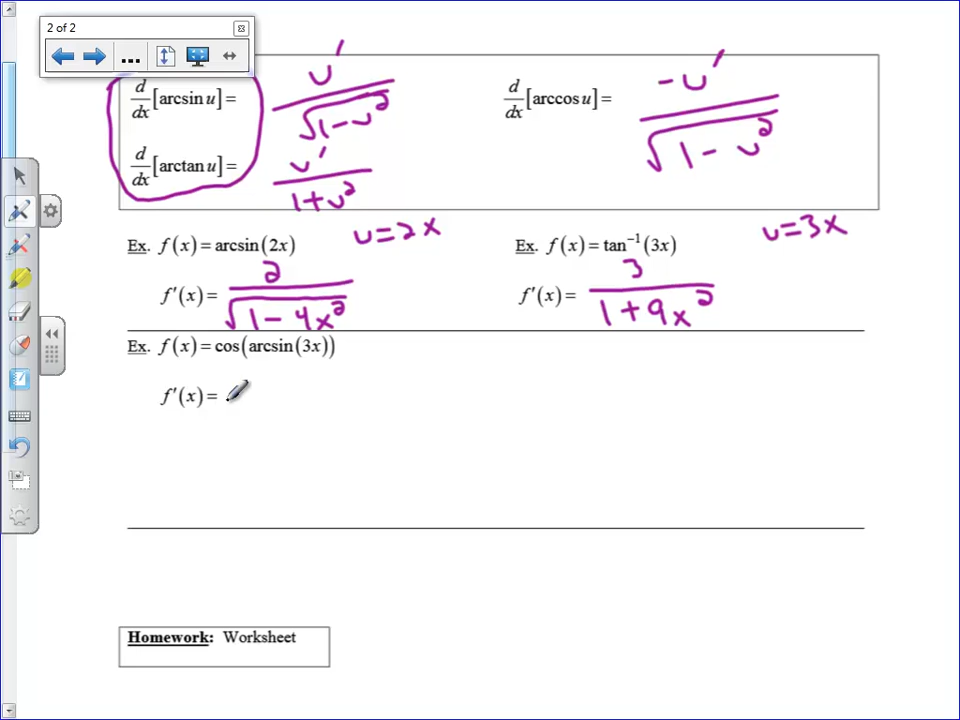 2 of 2
d/dx [arcsin u] = u′/√(1−u²)
d/dx [arccos u] = −u′/√(1−u²)
d/dx [arctan u] = u′/(1+u²)
Ex. f(x) = arcsin(2x) u=2x
f′(x) = 2/√(1−4x²)
Ex. f(x) = tan⁻¹(3x) u=3x
f′(x) = 3/(1+9x²)
Ex. f(x) = cos(arcsin(3x))
f′(x) =
Homework: Worksheet